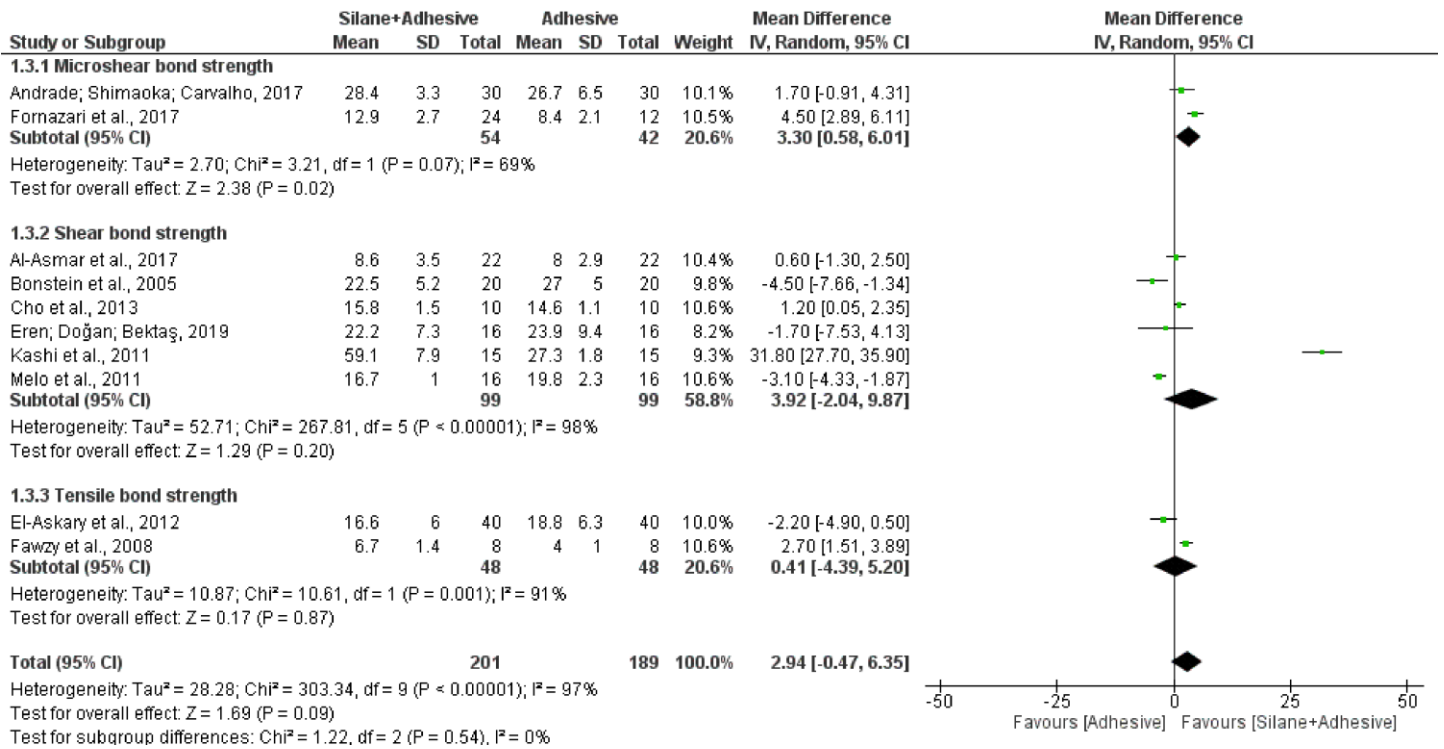 Silane+Adhesive Adhesive Mean Difference Mean Difference
Study or Subgroup Mean SD Total Mean SD Total Weight IV, Random, 95% CI IV, Random, 95% CI
1.3.1 Microshear bond strength
Andrade; Shimaoka; Carvalho, 2017 28.4 3.3 30 26.7 6.5 30 10.1% 1.70 [-0.91, 4.31]
Fornazari et al., 2017 12.9 2.7 24 8.4 2.1 12 10.5% 4.50 [2.89, 6.11]
Subtotal (95% CI) 54 42 20.6% 3.30 [0.58, 6.01]
Heterogeneity: Tau² = 2.70; Chi² = 3.21, df = 1 (P = 0.07); I² = 69%
Test for overall effect: Z = 2.38 (P = 0.02)
1.3.2 Shear bond strength
Al-Asmar et al., 2017 8.6 3.5 22 8 2.9 22 10.4% 0.60 [-1.30, 2.50]
Bonstein et al., 2005 22.5 5.2 20 27 5 20 9.8% -4.50 [-7.66, -1.34]
Cho et al., 2013 15.8 1.5 10 14.6 1.1 10 10.6% 1.20 [0.05, 2.35]
Eren; Doğan; Bektaş, 2019 22.2 7.3 16 23.9 9.4 16 8.2% -1.70 [-7.53, 4.13]
Kashi et al., 2011 59.1 7.9 15 27.3 1.8 15 9.3% 31.80 [27.70, 35.90]
Melo et al., 2011 16.7 1 16 19.8 2.3 16 10.6% -3.10 [-4.33, -1.87]
Subtotal (95% CI) 99 99 58.8% 3.92 [-2.04, 9.87]
Heterogeneity: Tau² = 52.71; Chi² = 267.81, df = 5 (P < 0.00001); I² = 98%
Test for overall effect: Z = 1.29 (P = 0.20)
1.3.3 Tensile bond strength
El-Askary et al., 2012 16.6 6 40 18.8 6.3 40 10.0% -2.20 [-4.90, 0.50]
Fawzy et al., 2008 6.7 1.4 8 4 1 8 10.6% 2.70 [1.51, 3.89]
Subtotal (95% CI) 48 48 20.6% 0.41 [-4.39, 5.20]
Heterogeneity: Tau² = 10.87; Chi² = 10.61, df = 1 (P = 0.001); I² = 91%
Test for overall effect: Z = 0.17 (P = 0.87)
Total (95% CI) 201 189 100.0% 2.94 [-0.47, 6.35]
Heterogeneity: Tau² = 28.28; Chi² = 303.34, df = 9 (P < 0.00001); I² = 97%
Test for overall effect: Z = 1.69 (P = 0.09)
Test for subgroup differences: Chi² = 1.22, df = 2 (P = 0.54), I² = 0%
-50 -25 0 25 50
Favours [Adhesive] Favours [Silane+Adhesive]